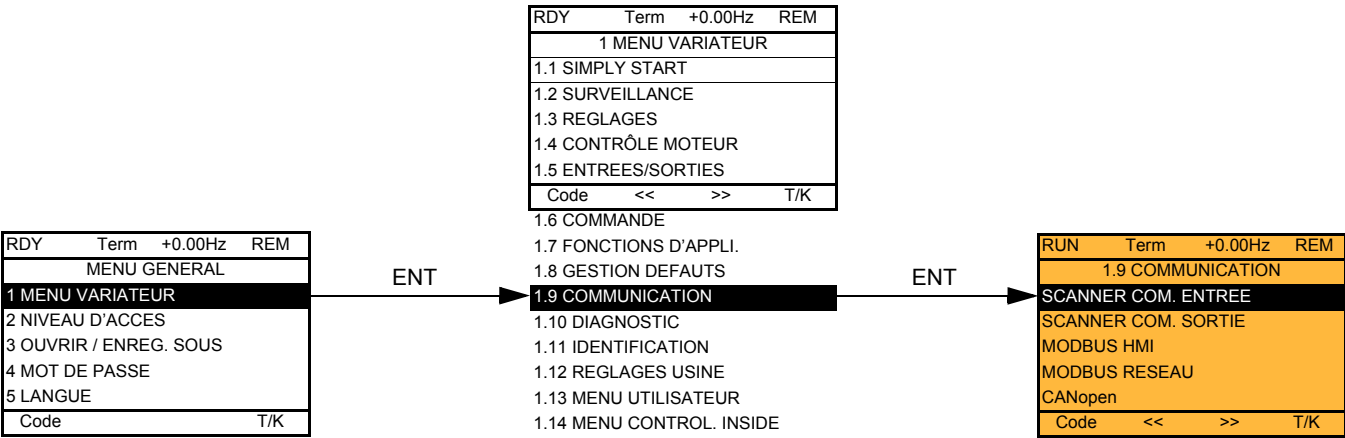 RDY Term +0.00Hz REM
MENU GENERAL
1 MENU VARIATEUR
2 NIVEAU D'ACCES
3 OUVRIR / ENREG. SOUS
4 MOT DE PASSE
5 LANGUE
Code T/K
ENT
RDY Term +0.00Hz REM
1 MENU VARIATEUR
1.1 SIMPLY START
1.2 SURVEILLANCE
1.3 REGLAGES
1.4 CONTRÔLE MOTEUR
1.5 ENTREES/SORTIES
Code << >> T/K
1.6 COMMANDE
1.7 FONCTIONS D'APPLI.
1.8 GESTION DEFAUTS
1.9 COMMUNICATION
1.10 DIAGNOSTIC
1.11 IDENTIFICATION
1.12 REGLAGES USINE
1.13 MENU UTILISATEUR
1.14 MENU CONTROL. INSIDE
ENT
RUN Term +0.00Hz REM
1.9 COMMUNICATION
SCANNER COM. ENTREE
SCANNER COM. SORTIE
MODBUS HMI
MODBUS RESEAU
CANopen
Code << >> T/K